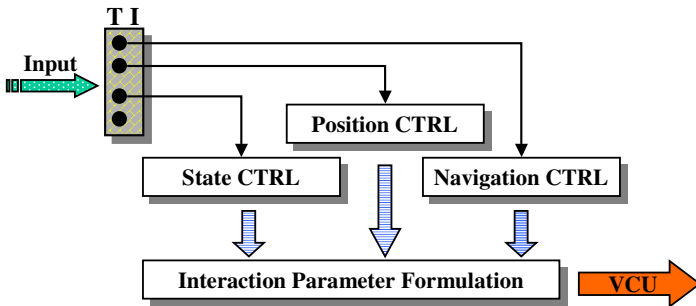 T I
Input
Position CTRL
State CTRL
Navigation CTRL
Interaction Parameter Formulation
VCU